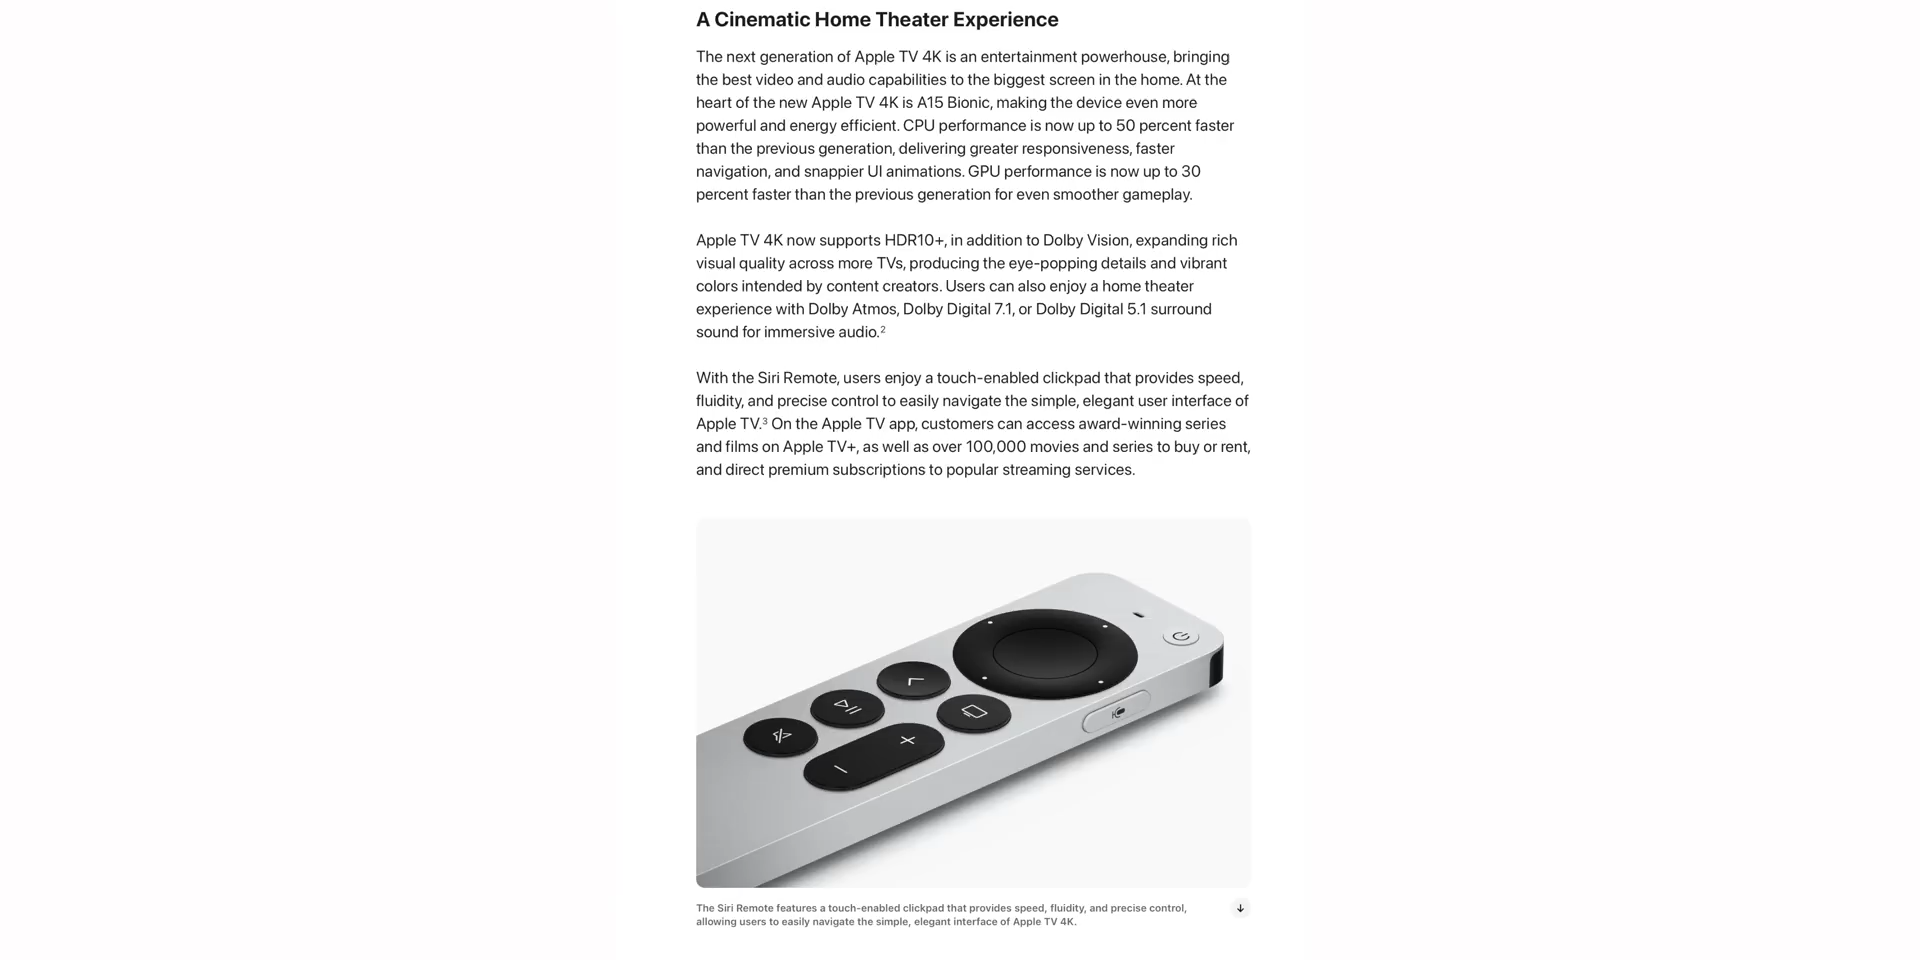 A Cinematic Home Theater Experience
The next generation of Apple TV 4K is an entertainment powerhouse, bringing
the best video and audio capabilities to the biggest screen in the home. At the
heart of the new Apple TV 4K is A15 Bionic, making the device even more
powerful and energy efficient. CPU performance is now up to 50 percent faster
than the previous generation, delivering greater responsiveness, faster
navigation, and snappier UI animations. GPU performance is now up to 30
percent faster than the previous generation for even smoother gameplay.
Apple TV 4K now supports HDR10+, in addition to Dolby Vision, expanding rich
visual quality across more TVs, producing the eye-popping details and vibrant
colors intended by content creators. Users can also enjoy a home theater
experience with Dolby Atmos, Dolby Digital 7.1, or Dolby Digital 5.1 surround
sound for immersive audio.²
With the Siri Remote, users enjoy a touch-enabled clickpad that provides speed,
fluidity, and precise control to easily navigate the simple, elegant user interface of
Apple TV.³ On the Apple TV app, customers can access award-winning series
and films on Apple TV+, as well as over 100,000 movies and series to buy or rent,
and direct premium subscriptions to popular streaming services.
The Siri Remote features a touch-enabled clickpad that provides speed, fluidity, and precise control,
allowing users to easily navigate the simple, elegant interface of Apple TV 4K.